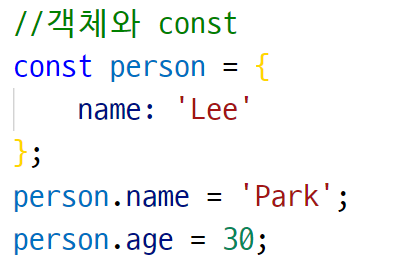 //객체와 const
const person = {
    name: 'Lee'
};
person.name = 'Park';
person.age = 30;